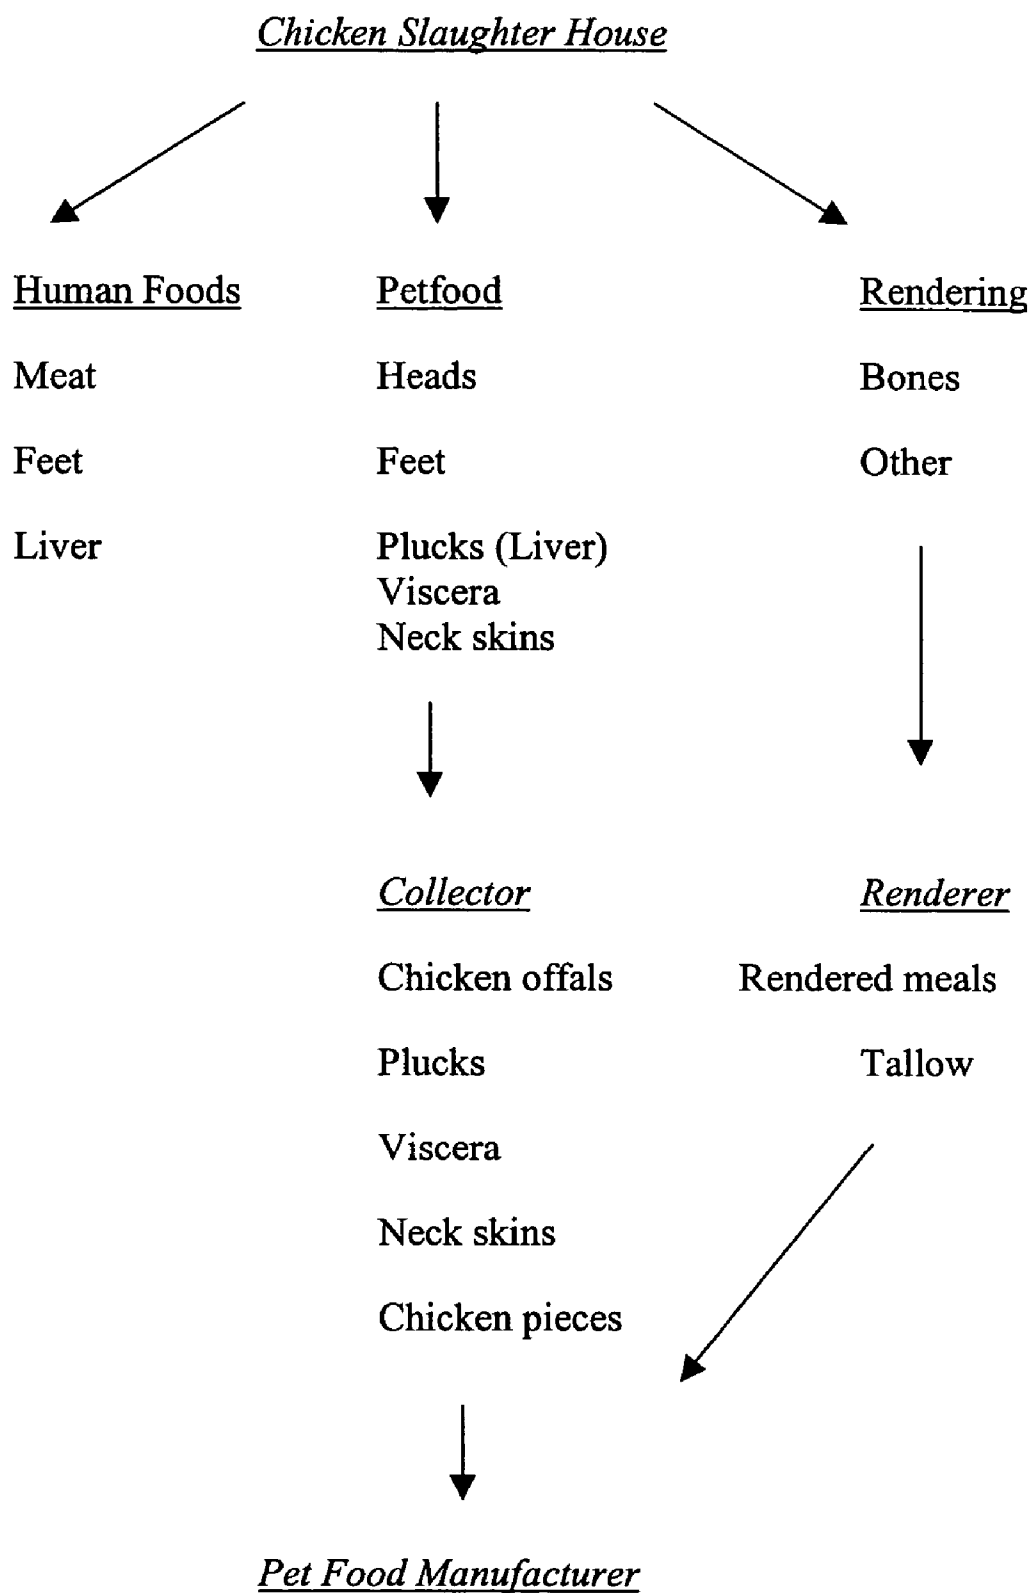 Chicken Slaughter House
Human Foods
Meat
Feet
Liver
Petfood
Heads
Feet
Plucks (Liver)
Viscera
Neck skins
Rendering
Bones
Other
Collector
Chicken offals
Plucks
Viscera
Neck skins
Chicken pieces
Renderer
Rendered meals
Tallow
Pet Food Manufacturer